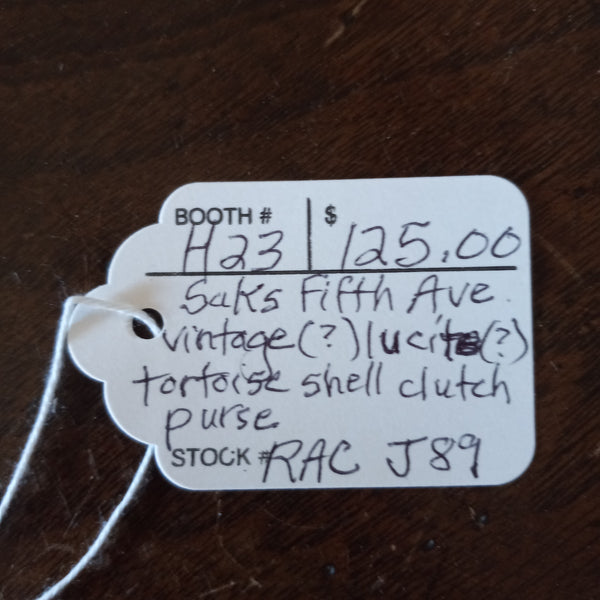 BOOTH # $
H23 125.00
Saks Fifth Ave.
vintage(?) lucite(?)
tortoise shell clutch
purse
STOCK # RAC J89